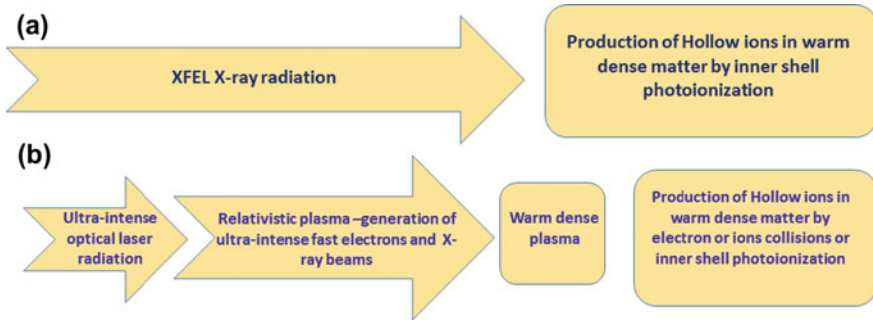 (a)
XFEL X-ray radiation
Production of Hollow ions in warm
dense matter by inner shell
photoionization
(b)
Ultra-intense
optical laser
radiation
Relativistic plasma –generation of
ultra-intense fast electrons and X-
ray beams
Warm dense
plasma
Production of Hollow ions in
warm dense matter by
electron or ions collisions or
inner shell photoionization